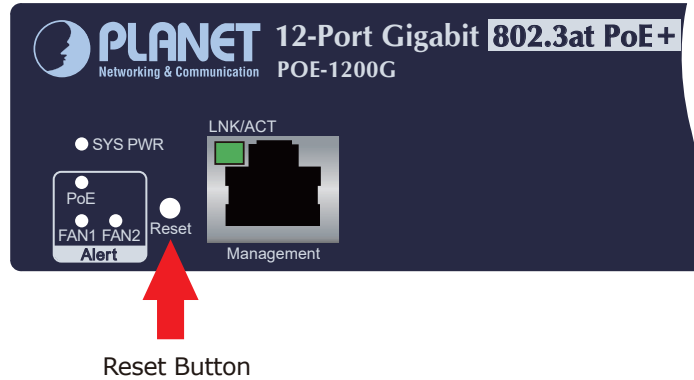 PLANET
Networking & Communication
12-Port Gigabit 802.3at PoE+
POE-1200G
LNK/ACT
SYS PWR
PoE
FAN1 FAN2
Alert
Reset
Management
Reset Button